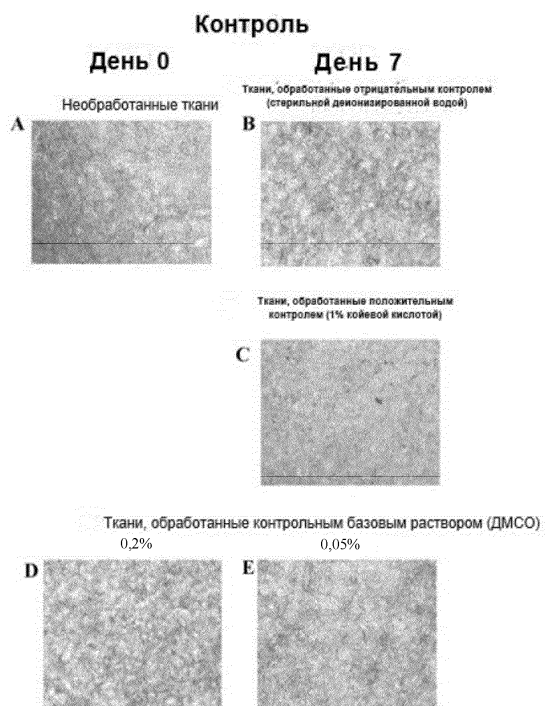 Контроль
День 0
День 7
Необработанные ткани
Ткани, обработанные отрицательным контролем
(стерильной деионизированной водой)
A
B
Ткани, обработанные положительным
контролем (1% койевой кислотой)
C
Ткани, обработанные контрольным базовым раствором (ДМСО)
0,2%
0,05%
D
E